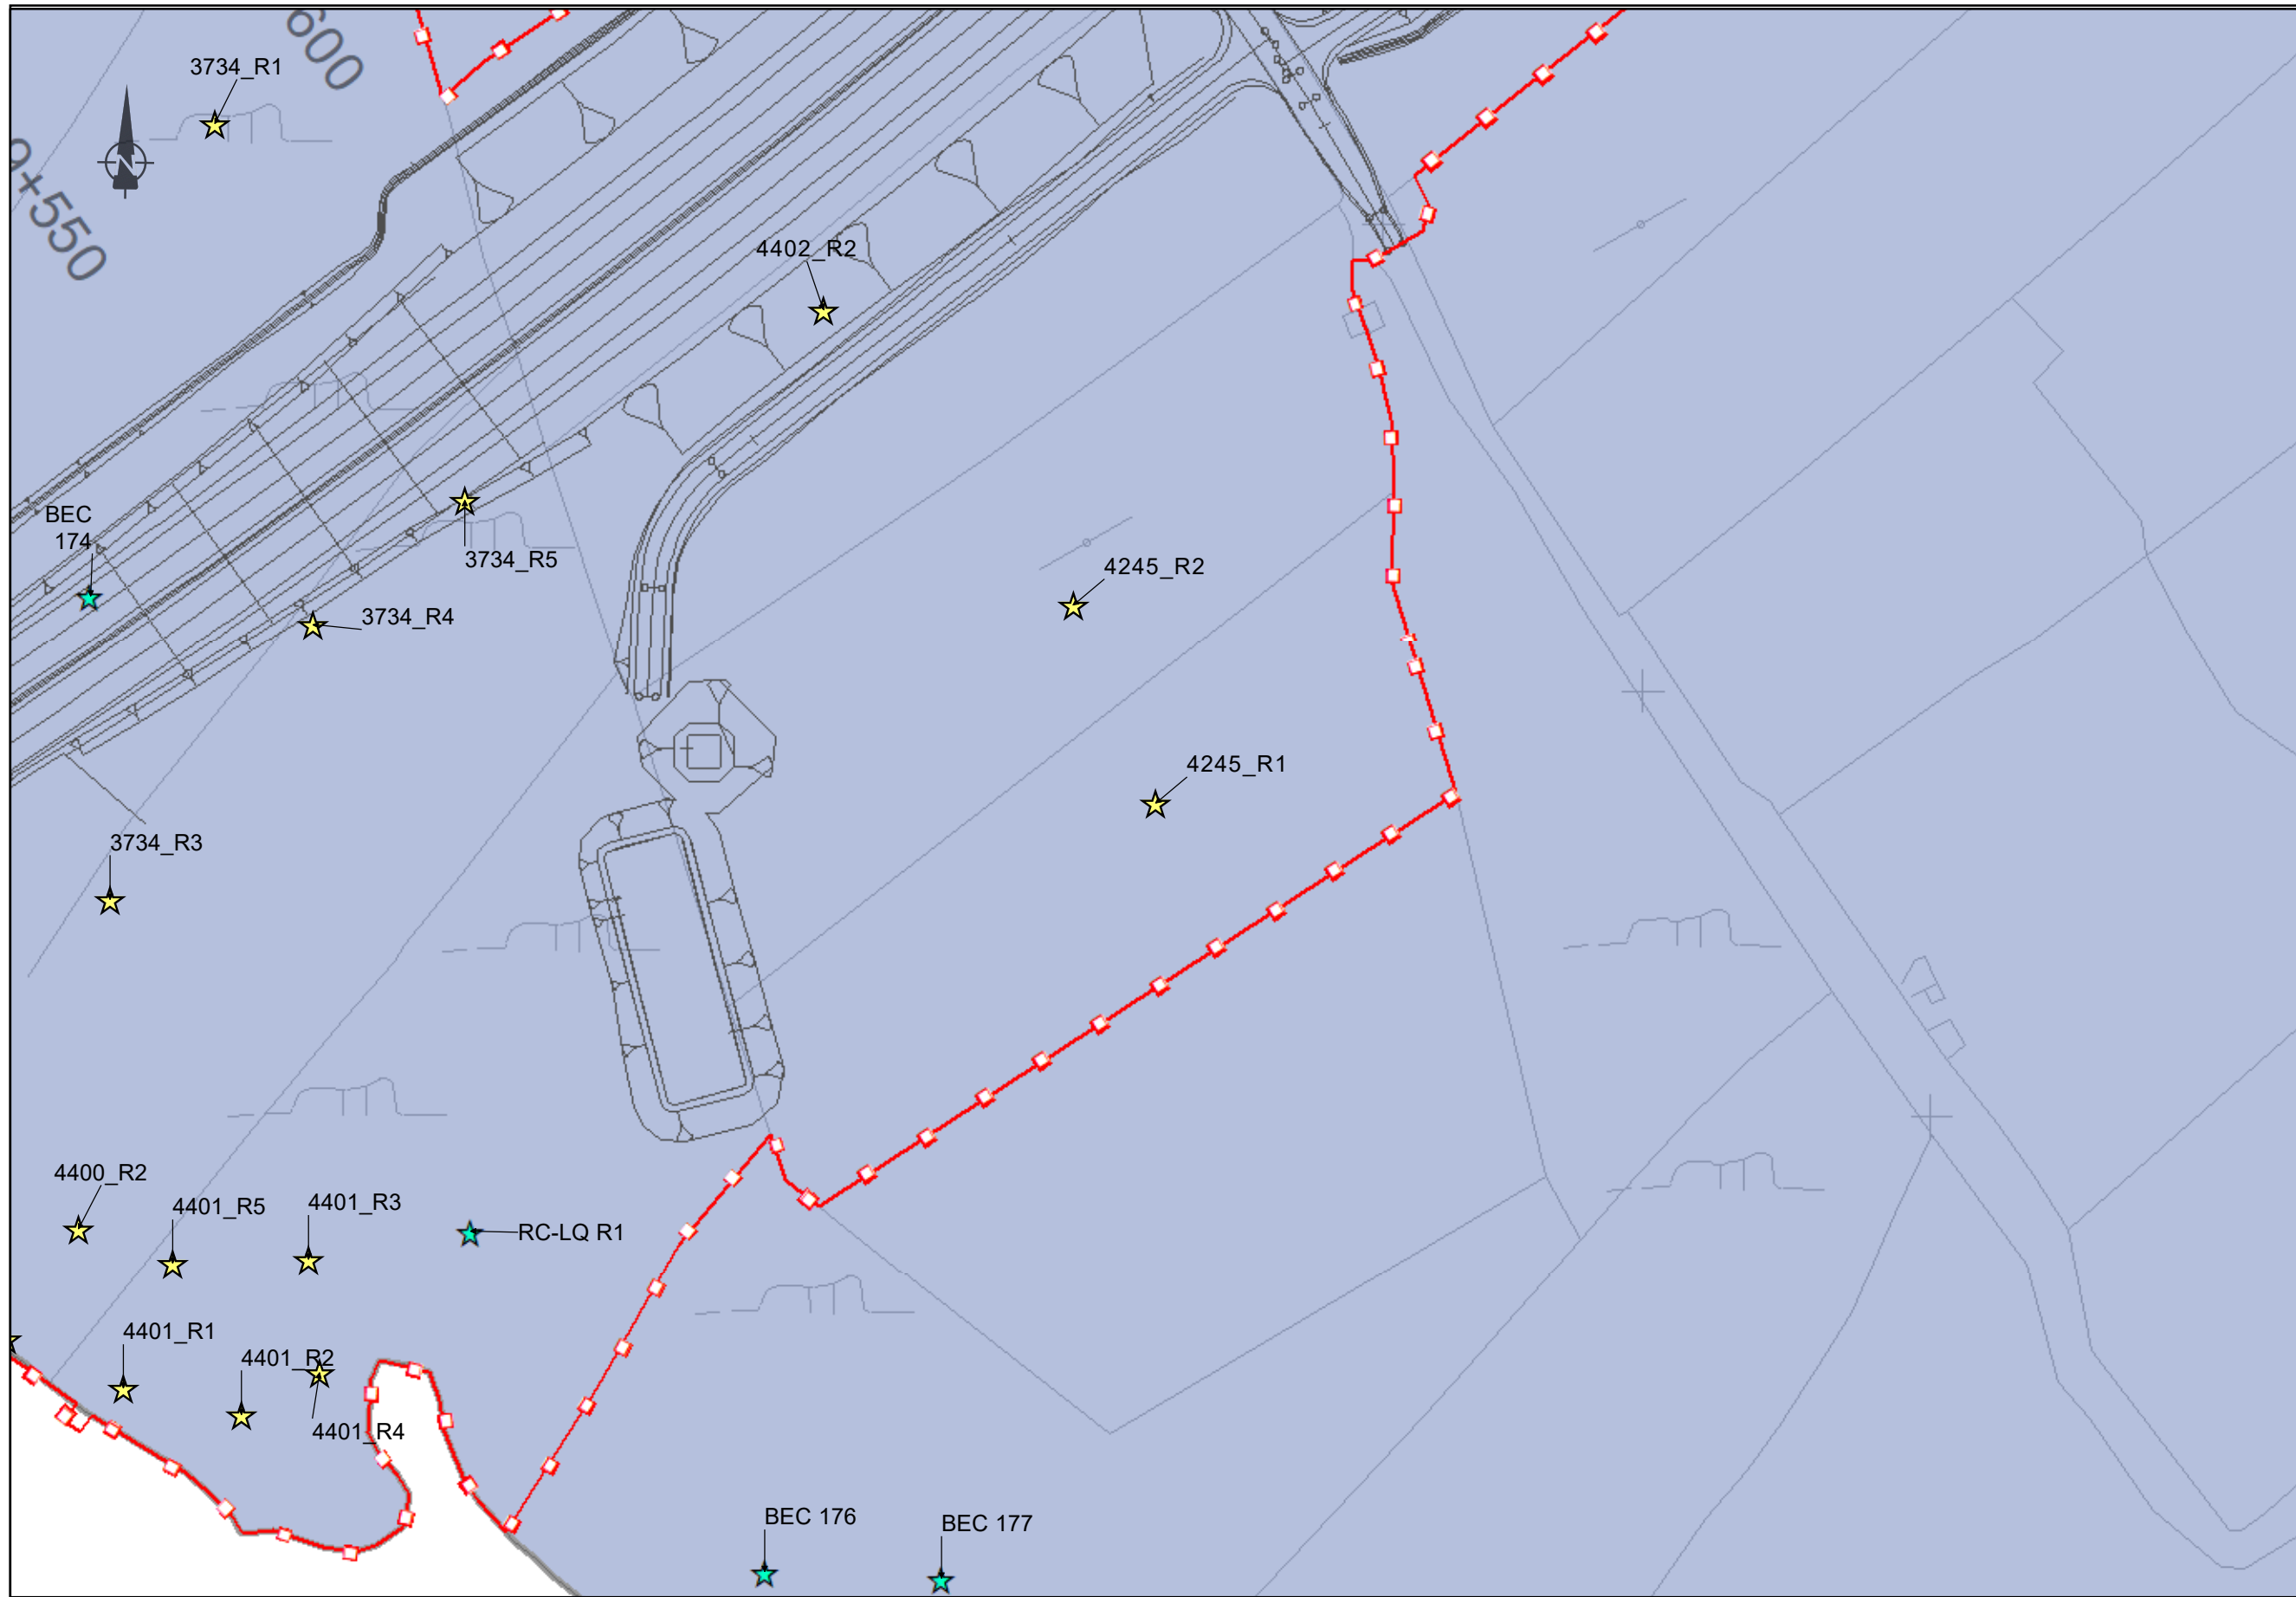 600
3734_R1
9+550
4402_R2
BEC
174
3734_R5
4245_R2
3734_R4
4245_R1
3734_R3
4400_R2
4401_R5
4401_R3
RC-LQ R1
4401_R1
4401_R2
4401_R4
BEC 176
BEC 177
N